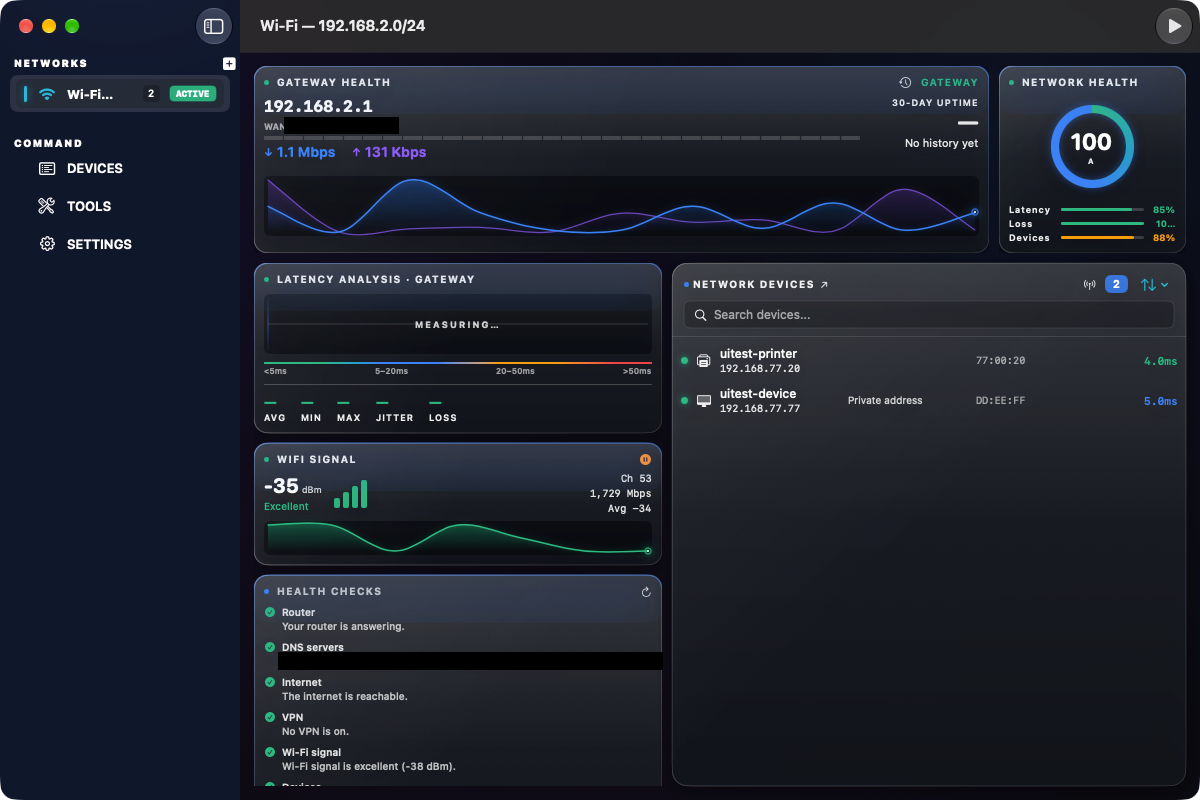 Wi-Fi — 192.168.2.0/24
NETWORKS
Wi-Fi... 2 ACTIVE
COMMAND
DEVICES
TOOLS
SETTINGS
GATEWAY HEALTH
GATEWAY
192.168.2.1
30-DAY UPTIME
WAN
—
No history yet
↓ 1.1 Mbps ↑ 131 Kbps
NETWORK HEALTH
100
A
Latency 85%
Loss 10...
Devices 88%
LATENCY ANALYSIS · GATEWAY
MEASURING...
<5ms 5–20ms 20–50ms >50ms
— — — — —
AVG MIN MAX JITTER LOSS
WIFI SIGNAL
-35 dBm
Excellent
Ch 53
1,729 Mbps
Avg −34
HEALTH CHECKS
Router
Your router is answering.
DNS servers
Internet
The internet is reachable.
VPN
No VPN is on.
Wi-Fi signal
Wi-Fi signal is excellent (-38 dBm).
NETWORK DEVICES ↗
2
Search devices...
uitest-printer
192.168.77.20
77:00:20
4.0ms
uitest-device
192.168.77.77
Private address
DD:EE:FF
5.0ms